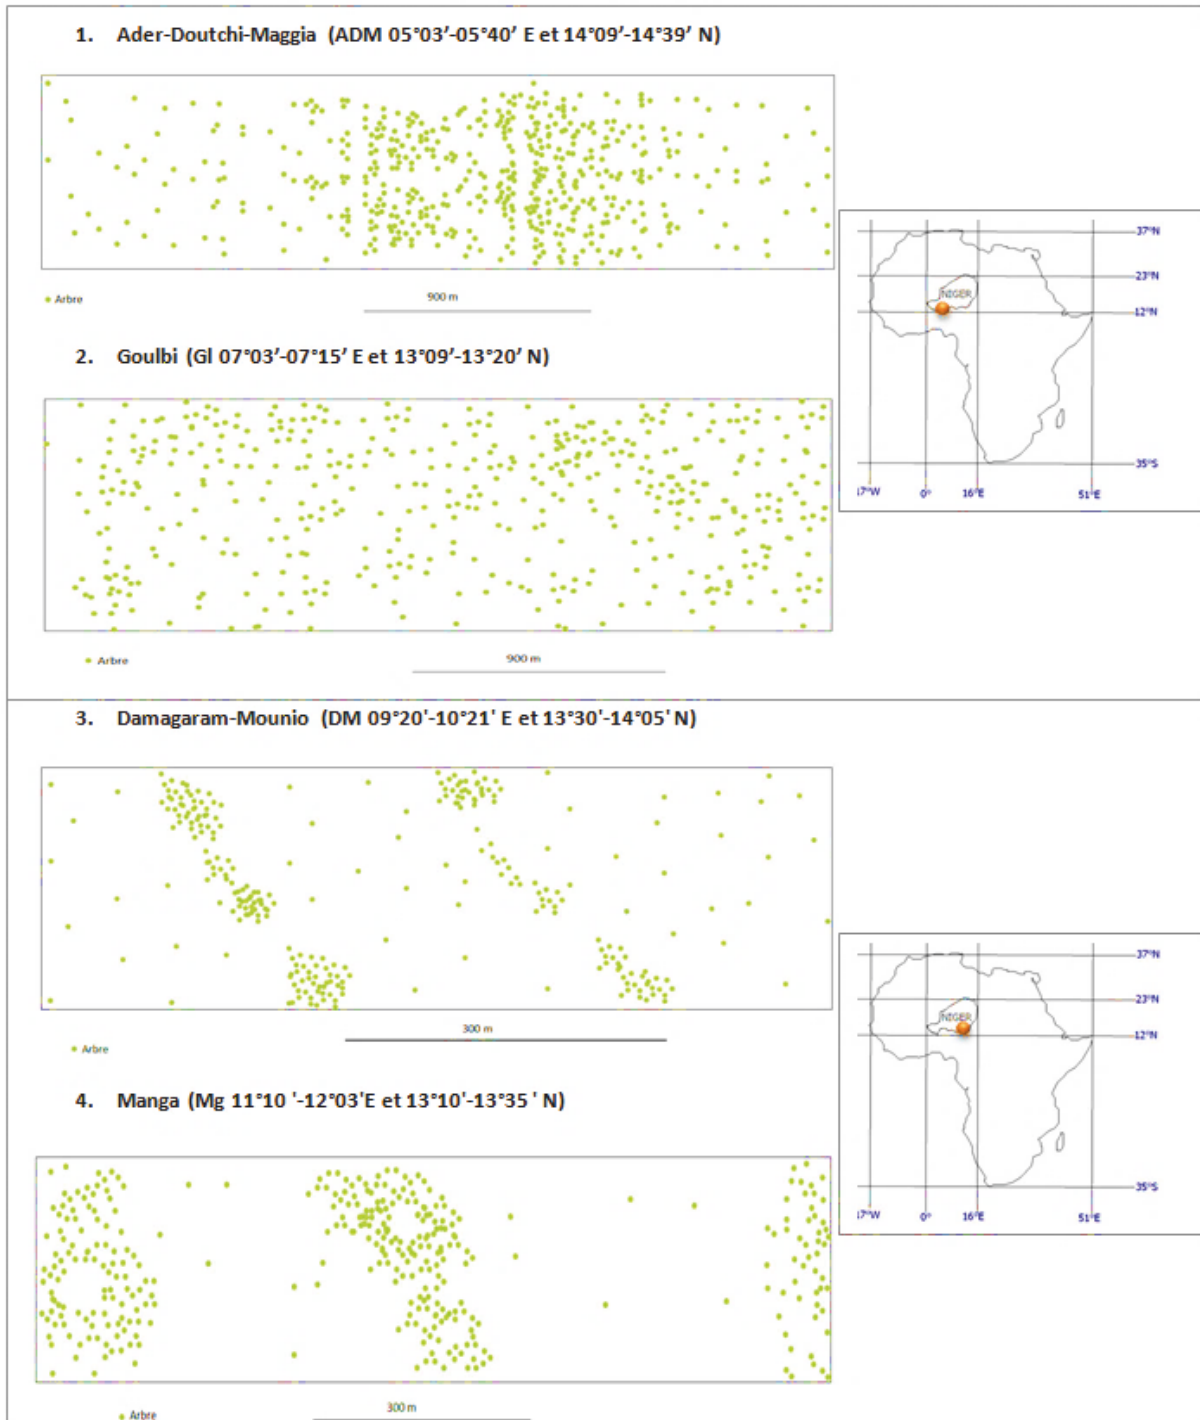 1. Ader-Doutchi-Maggia (ADM 05°03’-05°40’ E et 14°09’-14°39’ N)
Arbre
900 m
37°N
23°N
NIGER
12°N
35°S
17°W 0° 16°E 51°E
2. Goulbi (Gl 07°03’-07°15’ E et 13°09’-13°20’ N)
Arbre
900 m
3. Damagaram-Mounio (DM 09°20'-10°21' E et 13°30'-14°05' N)
Arbre
300 m
37°N
23°N
NIGER
12°N
35°S
17°W 0° 16°E 51°E
4. Manga (Mg 11°10 '-12°03'E et 13°10'-13°35 ' N)
Arbre
300 m